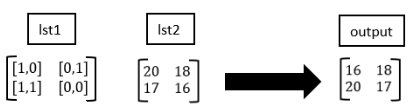 lst1 lst2 output
[1,0] [0,1] 20 18 16 18
[1,1] [0,0] 17 16 20 17